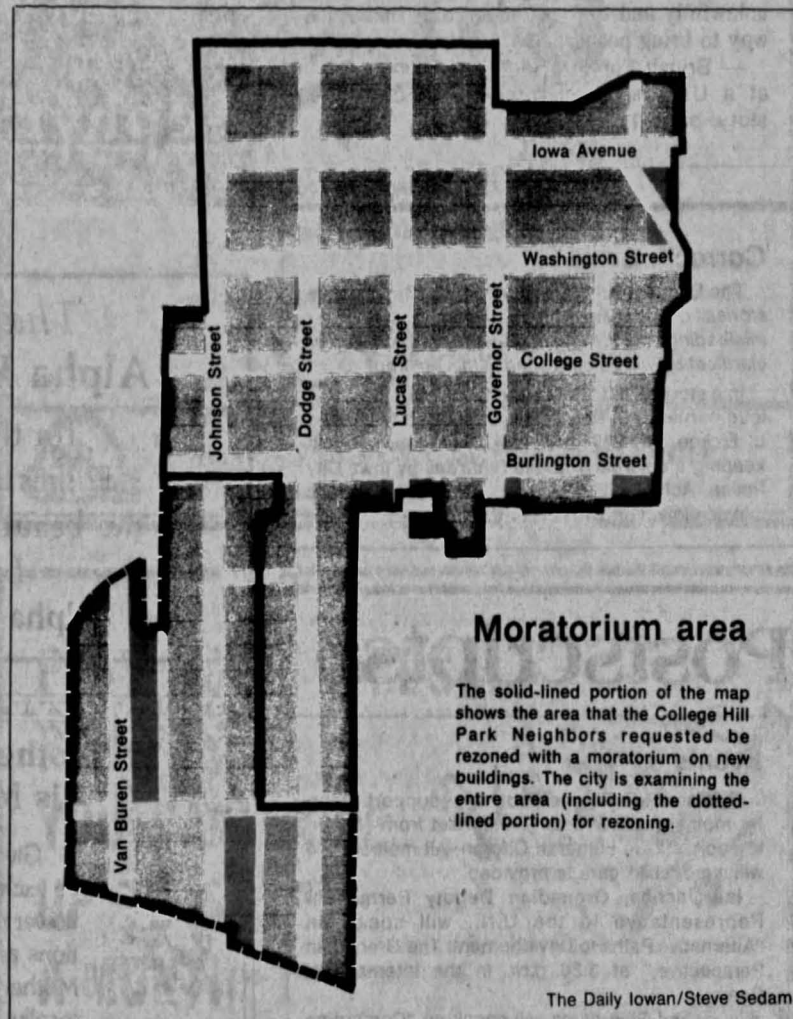 Iowa Avenue
Washington Street
College Street
Burlington Street
Johnson Street
Dodge Street
Lucas Street
Governor Street
Van Buren Street
Moratorium area
The solid-lined portion of the map
shows the area that the College Hill
Park Neighbors requested be
rezoned with a moratorium on new
buildings. The city is examining the
entire area (including the dotted-
lined portion) for rezoning.
The Daily Iowan/Steve Sedam